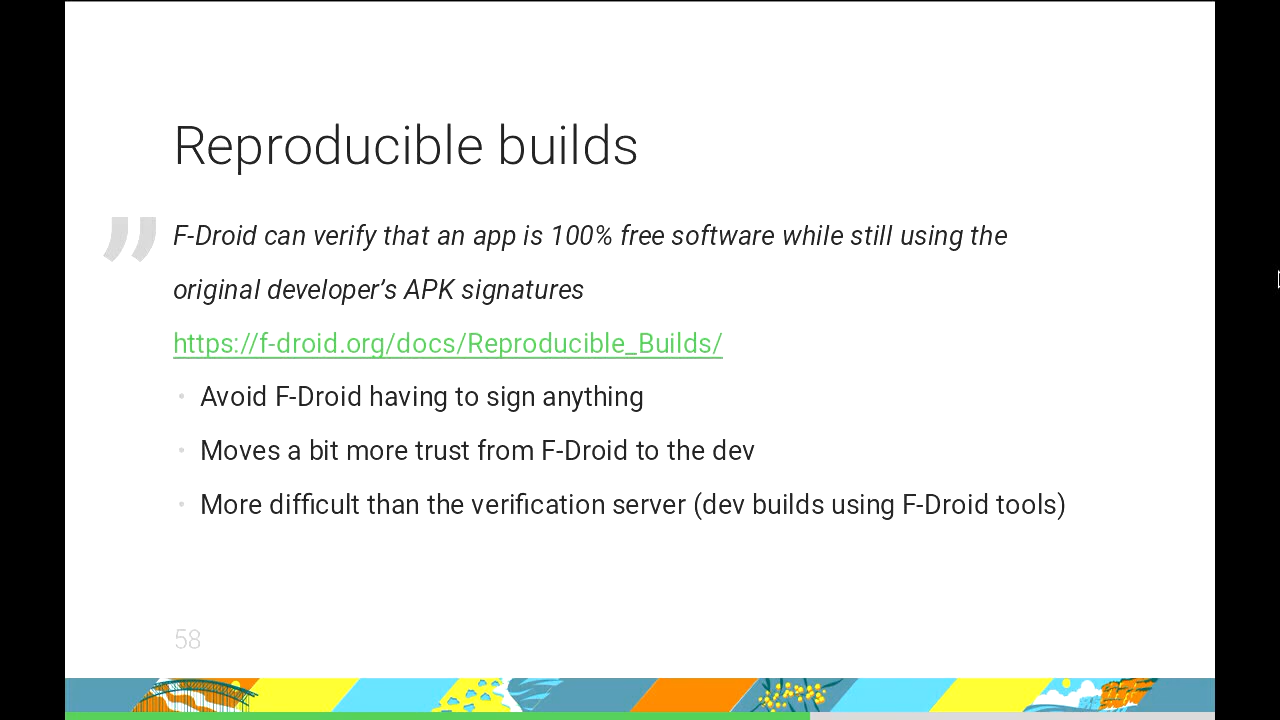 Reproducible builds
” F-Droid can verify that an app is 100% free software while still using the
original developer’s APK signatures
https://f-droid.org/docs/Reproducible_Builds/
• Avoid F-Droid having to sign anything
• Moves a bit more trust from F-Droid to the dev
• More difficult than the verification server (dev builds using F-Droid tools)
58